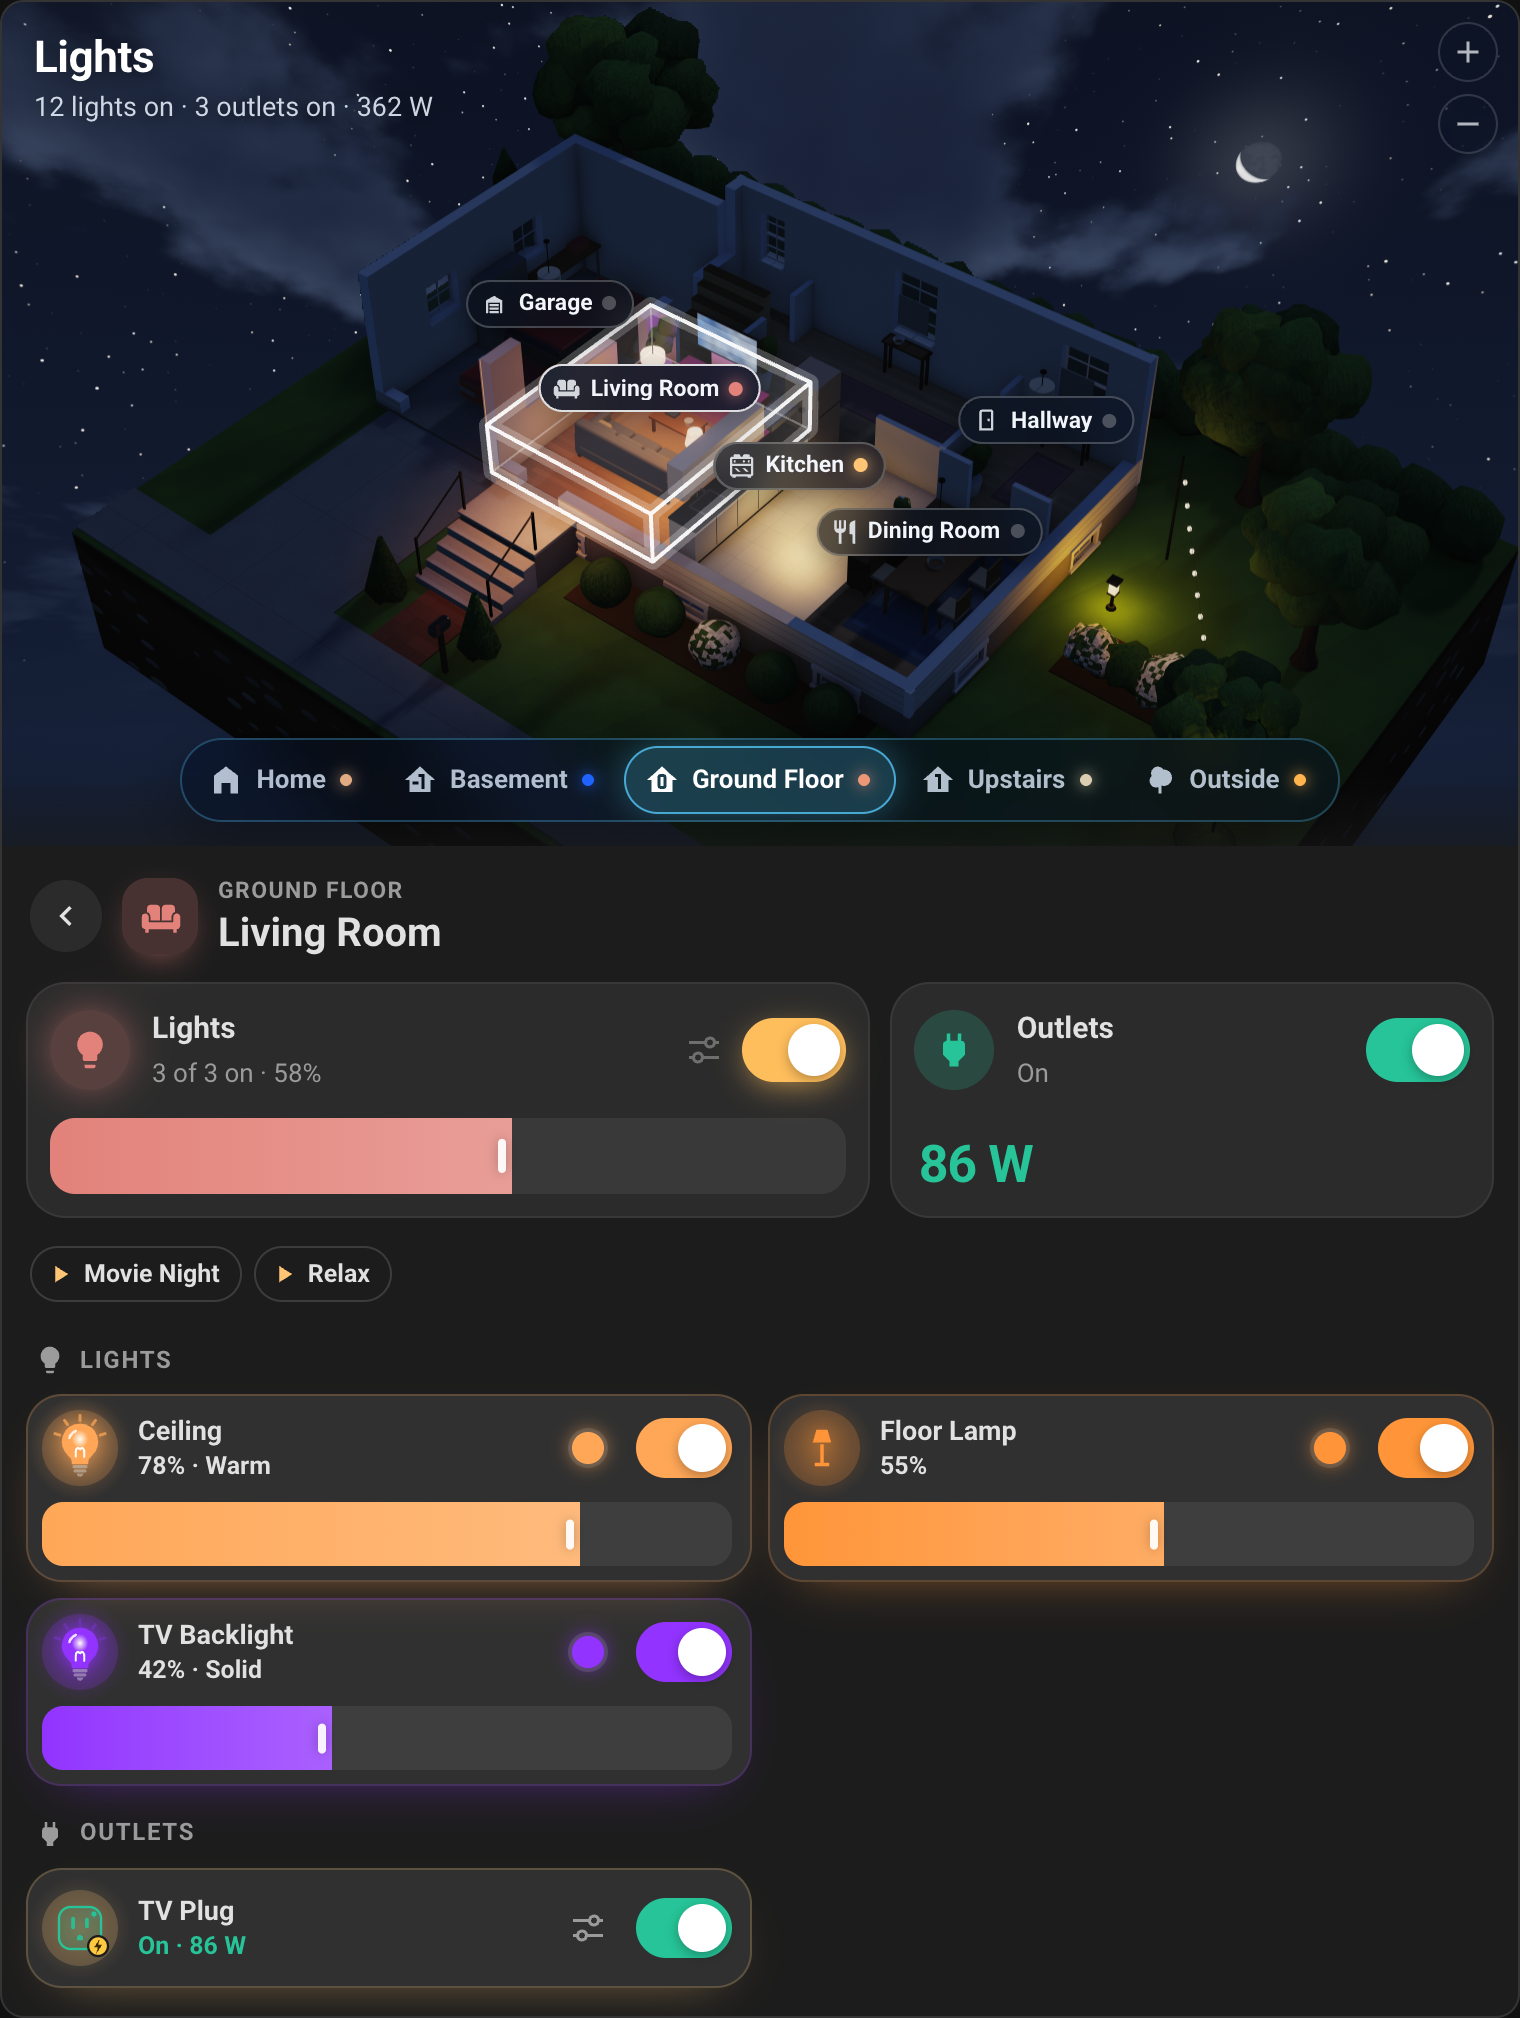 Lights
12 lights on · 3 outlets on · 362 W
Garage
Living Room
Hallway
Kitchen
Dining Room
Home
Basement
Ground Floor
Upstairs
Outside
GROUND FLOOR
Living Room
Lights
3 of 3 on · 58%
Outlets
On
86 W
Movie Night
Relax
LIGHTS
Ceiling
78% · Warm
Floor Lamp
55%
TV Backlight
42% · Solid
OUTLETS
TV Plug
On · 86 W